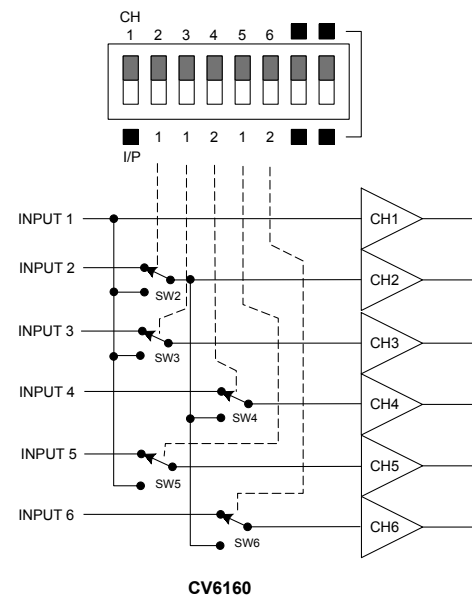 CH
1 2 3 4 5 6
1 1 2 1 2
I/P
INPUT 1
CH1
INPUT 2
SW2
CH2
INPUT 3
SW3
CH3
INPUT 4
SW4
CH4
INPUT 5
SW5
CH5
INPUT 6
SW6
CH6
CV6160